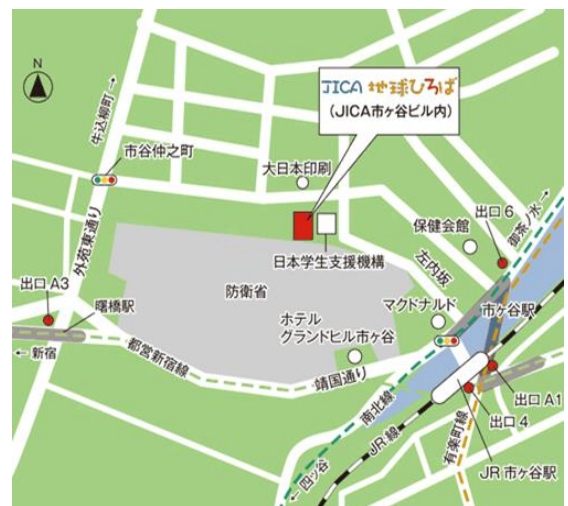 N
牛込柳町→
JICA 地球ひろば
(JICA市ヶ谷ビル内)
市谷仲之町
大日本印刷
外苑東通り
保健会館
出口6
御茶ノ水→
日本学生支援機構
左内坂
出口A3
防衛省
マクドナルド
市ヶ谷駅
曙橋駅
ホテル
グランドヒル市ヶ谷
←新宿
都営新宿線
靖国通り
南北線
JR線
出口A1
出口4
有楽町線
←四ッ谷
JR市ヶ谷駅